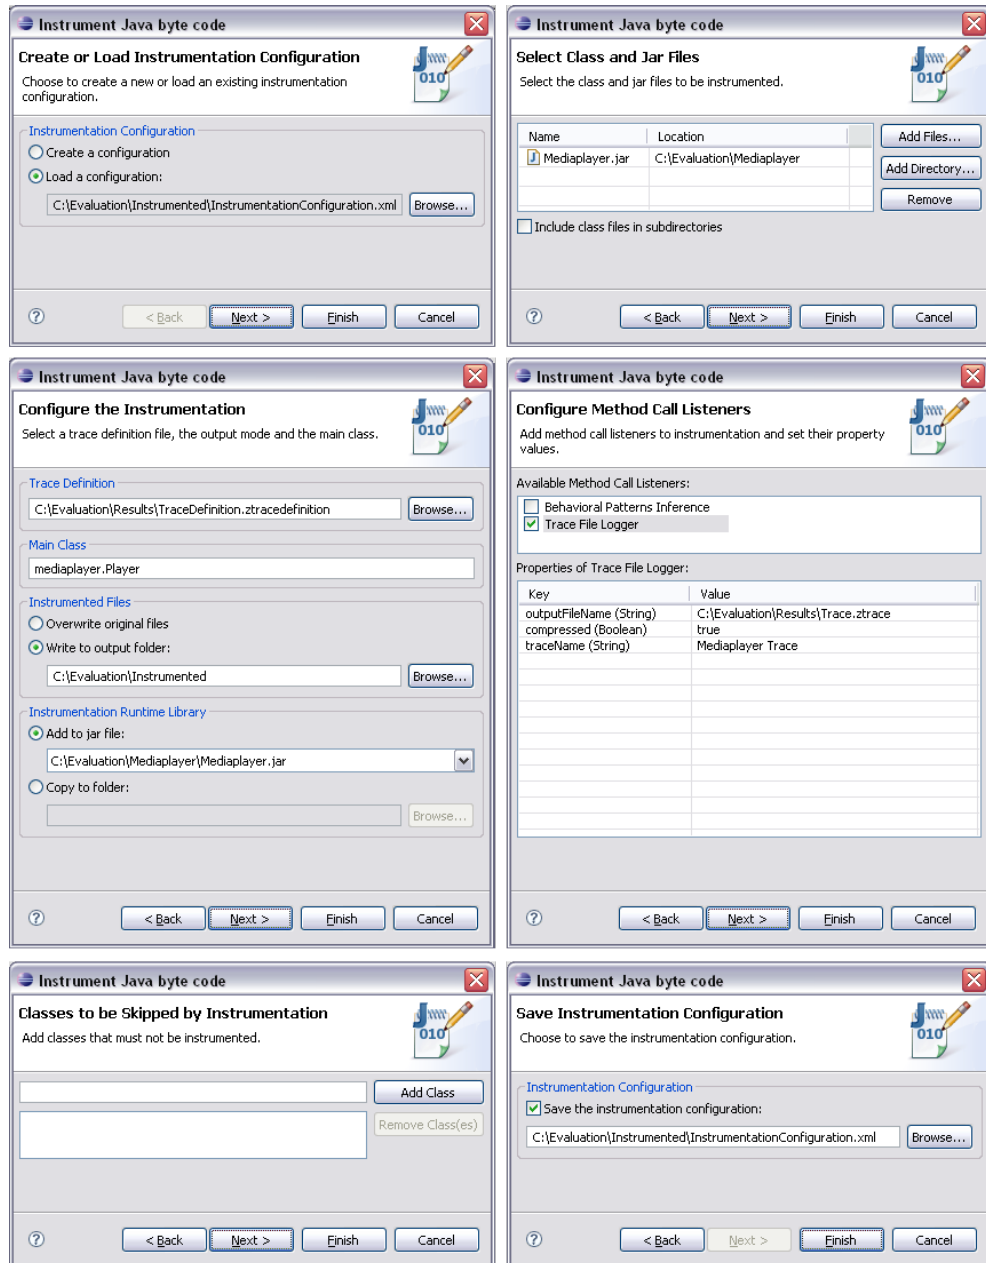 Instrument Java byte code
Create or Load Instrumentation Configuration
Choose to create a new or load an existing instrumentation
configuration.
010
Instrumentation Configuration
Create a configuration
Load a configuration:
C:\Evaluation\Instrumented\InstrumentationConfiguration.xml
Browse...
< Back
Next >
Finish
Cancel
Instrument Java byte code
Select Class and Jar Files
Select the class and jar files to be instrumented.
010
Name Location
Mediaplayer.jar C:\Evaluation\Mediaplayer
Add Files...
Add Directory...
Remove
Include class files in subdirectories
< Back
Next >
Finish
Cancel
Instrument Java byte code
Configure the Instrumentation
Select a trace definition file, the output mode and the main class.
010
Trace Definition
C:\Evaluation\Results\TraceDefinition.ztracedefinition
Browse...
Main Class
mediaplayer.Player
Instrumented Files
Overwrite original files
Write to output folder:
C:\Evaluation\Instrumented
Browse...
Instrumentation Runtime Library
Add to jar file:
C:\Evaluation\Mediaplayer\Mediaplayer.jar
Copy to folder:
Browse...
< Back
Next >
Finish
Cancel
Instrument Java byte code
Configure Method Call Listeners
Add method call listeners to instrumentation and set their property
values.
010
Available Method Call Listeners:
Behavioral Patterns Inference
Trace File Logger
Properties of Trace File Logger:
Key Value
outputFileName (String) C:\Evaluation\Results\Trace.ztrace
compressed (Boolean) true
traceName (String) Mediaplayer Trace
< Back
Next >
Finish
Cancel
Instrument Java byte code
Classes to be Skipped by Instrumentation
Add classes that must not be instrumented.
010
Add Class
Remove Class(es)
< Back
Next >
Finish
Cancel
Instrument Java byte code
Save Instrumentation Configuration
Choose to save the instrumentation configuration.
010
Instrumentation Configuration
Save the instrumentation configuration:
C:\Evaluation\Instrumented\InstrumentationConfiguration.xml
Browse...
< Back
Next >
Finish
Cancel